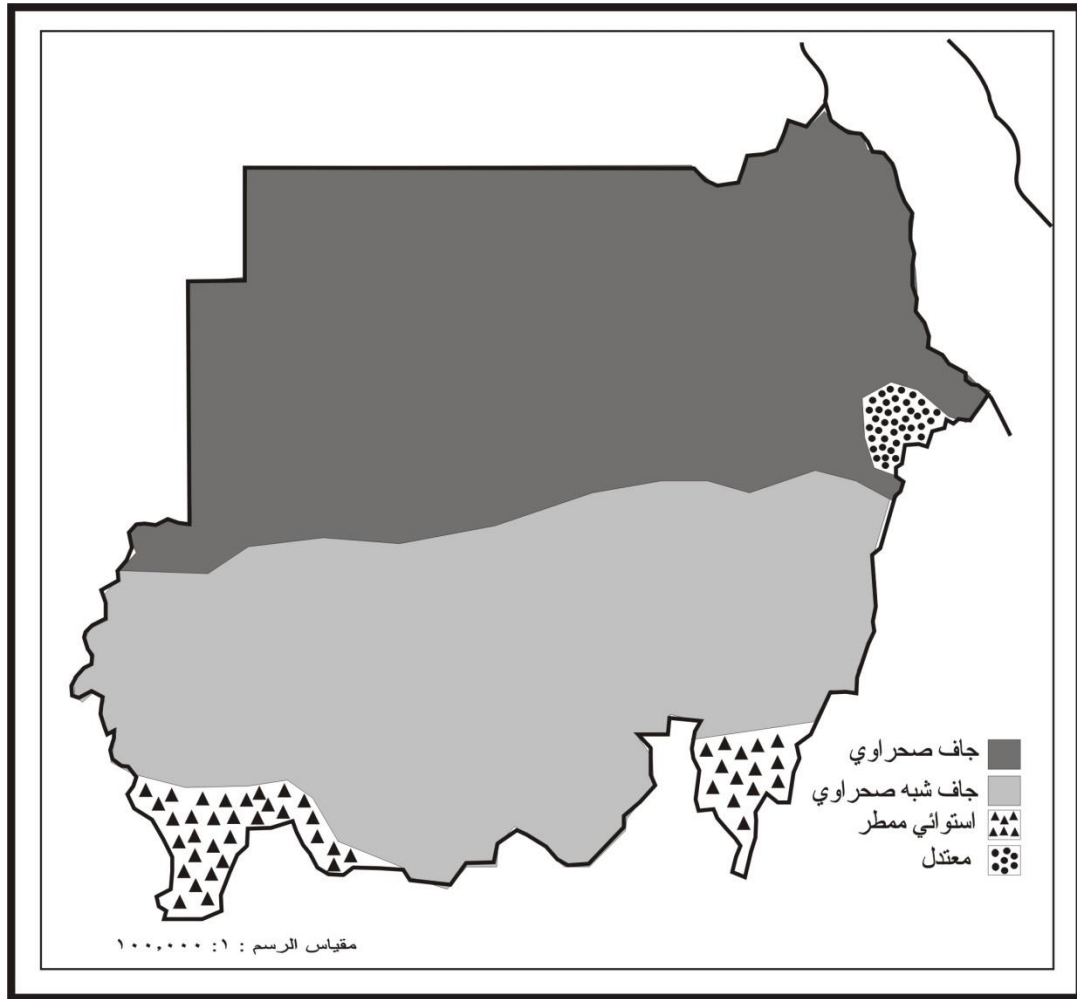 جاف صحراوي
جاف شبه صحراوي
استوائي ممطر
معتدل
مقياس الرسم : ١: ١٠٠,٠٠٠